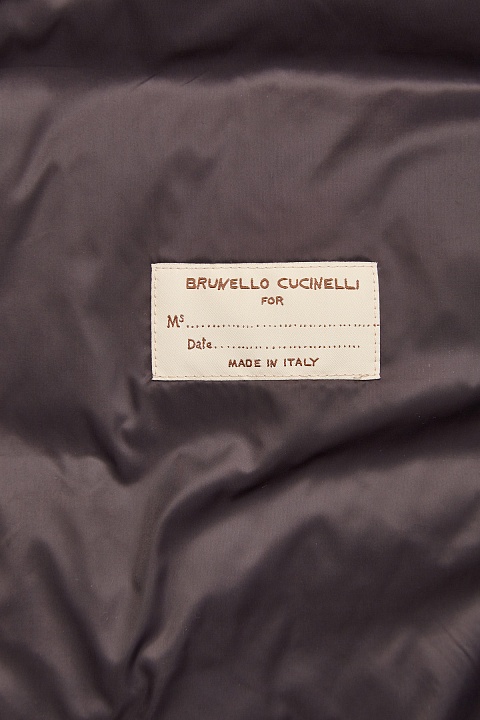 BRUNELLO CUCINELLI
FOR
Ms..........................................
Date..............................
MADE IN ITALY